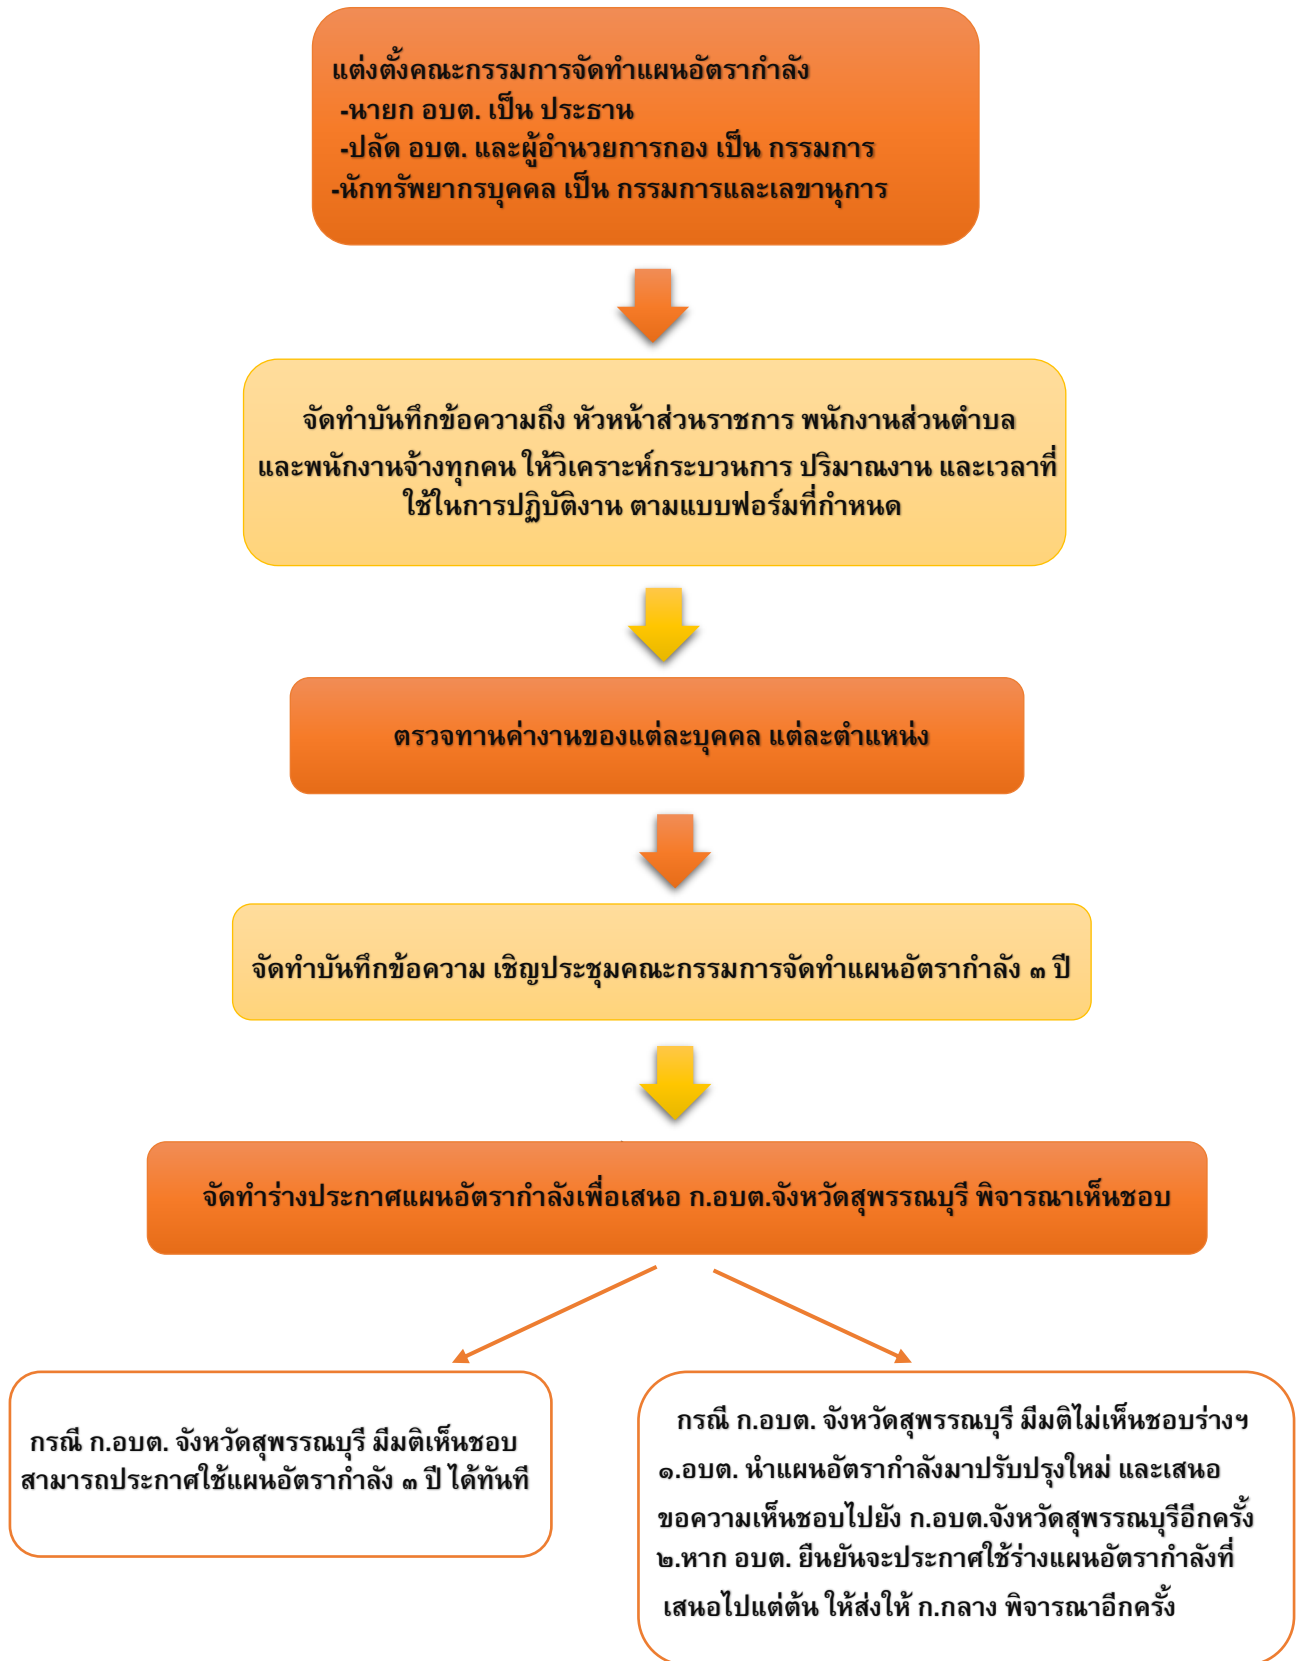 แต่งตั้งคณะกรรมการจัดทำแผนอัตรากำลัง
-นายก อบต. เป็น ประธาน
-ปลัด อบต. และผู้อำนวยการกอง เป็น กรรมการ
-นักทรัพยากรบุคคล เป็น กรรมการและเลขานุการ
จัดทำบันทึกข้อความถึง หัวหน้าส่วนราชการ พนักงานส่วนตำบล
และพนักงานจ้างทุกคน ให้วิเคราะห์กระบวนการ ปริมาณงาน และเวลาที่
ใช้ในการปฏิบัติงาน ตามแบบฟอร์มที่กำหนด
ตรวจทานค่างานของแต่ละบุคคล แต่ละตำแหน่ง
จัดทำบันทึกข้อความ เชิญประชุมคณะกรรมการจัดทำแผนอัตรากำลัง ๓ ปี
จัดทำร่างประกาศแผนอัตรากำลังเพื่อเสนอ ก.อบต.จังหวัดสุพรรณบุรี พิจารณาเห็นชอบ
กรณี ก.อบต. จังหวัดสุพรรณบุรี มีมติเห็นชอบ
สามารถประกาศใช้แผนอัตรากำลัง ๓ ปี ได้ทันที
กรณี ก.อบต. จังหวัดสุพรรณบุรี มีมติไม่เห็นชอบร่างฯ
๑.อบต. นำแผนอัตรากำลังมาปรับปรุงใหม่ และเสนอ
ขอความเห็นชอบไปยัง ก.อบต.จังหวัดสุพรรณบุรีอีกครั้ง
๒.หาก อบต. ยืนยันจะประกาศใช้ร่างแผนอัตรากำลังที่
เสนอไปแต่ต้น ให้ส่งให้ ก.กลาง พิจารณาอีกครั้ง